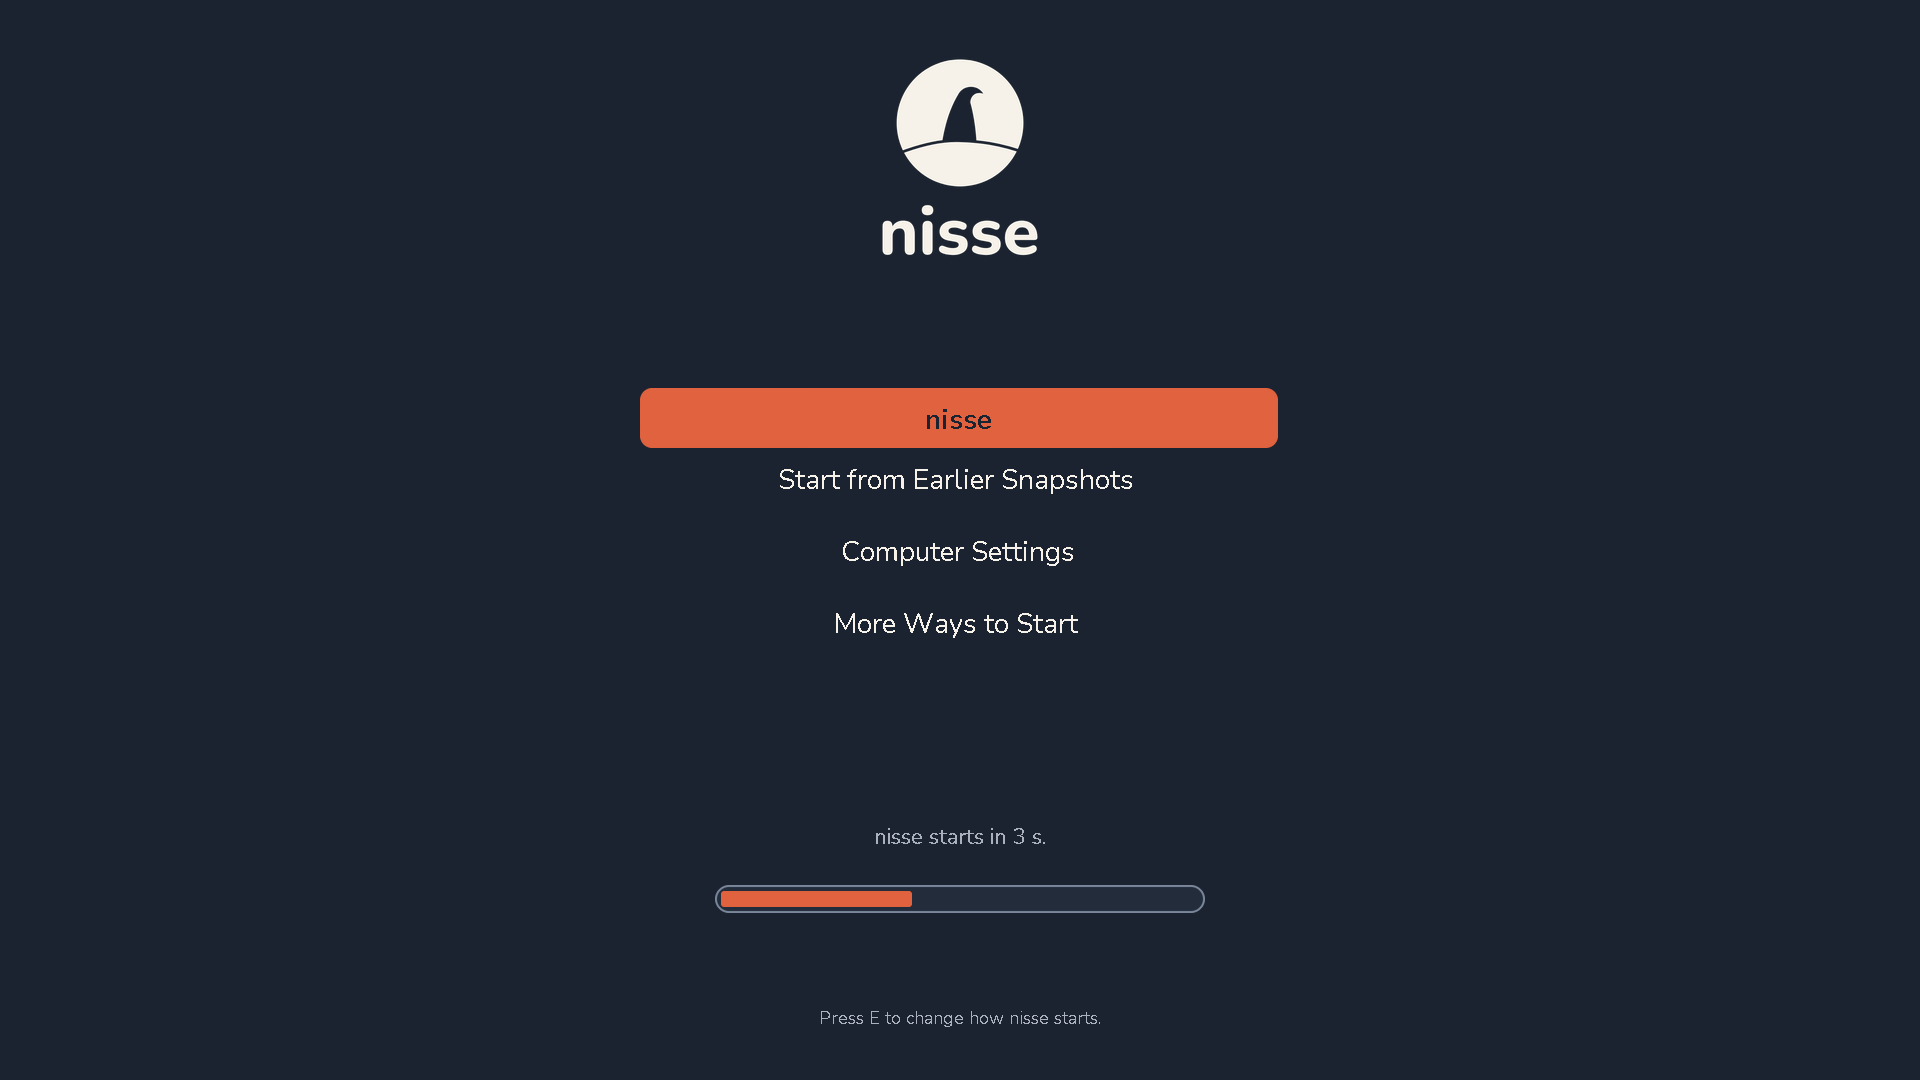 nisse
nisse
Start from Earlier Snapshots
Computer Settings
More Ways to Start
nisse starts in 3 s.
Press E to change how nisse starts.